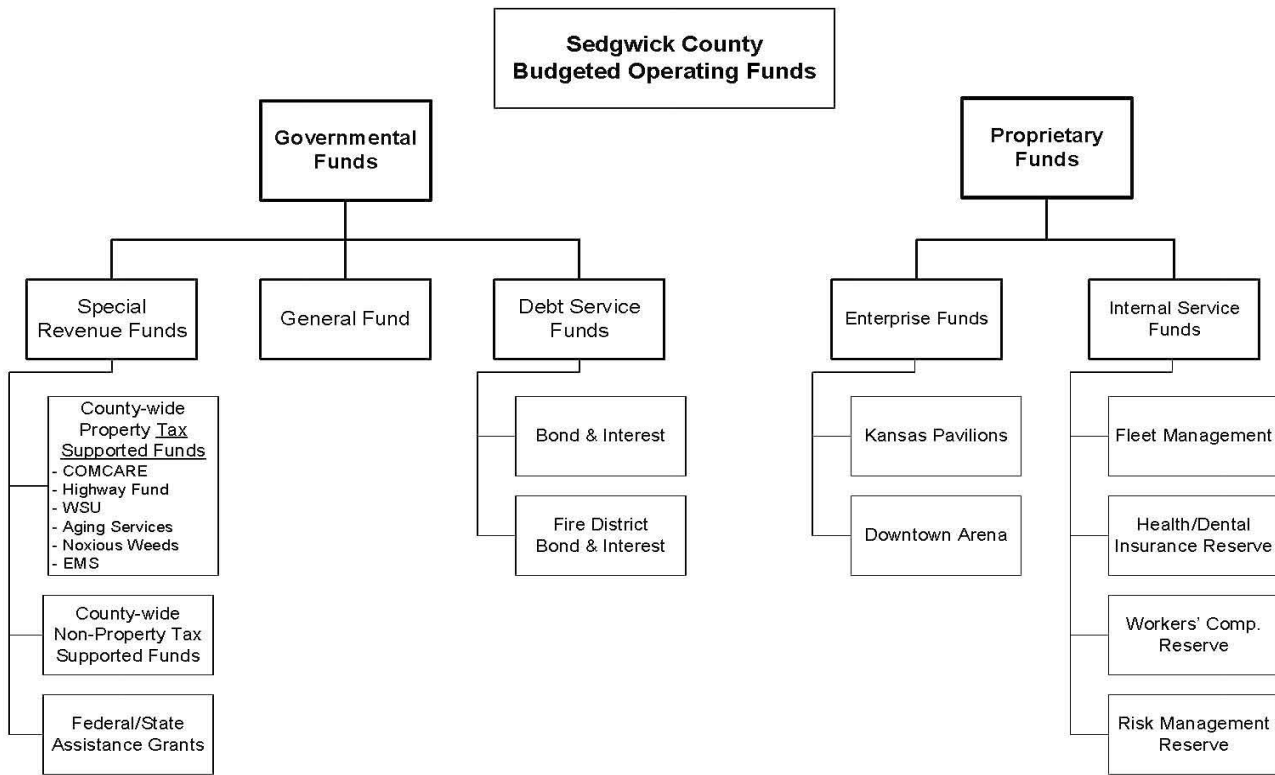 Sedgwick County
Budgeted Operating Funds
Governmental
Funds
Proprietary
Funds
Special
Revenue Funds
General Fund
Debt Service
Funds
Enterprise Funds
Internal Service
Funds
County-wide
Property Tax
Supported Funds
- COMCARE
- Highway Fund
- WSU
- Aging Services
- Noxious Weeds
- EMS
County-wide
Non-Property Tax
Supported Funds
Federal/State
Assistance Grants
Bond & Interest
Fire District
Bond & Interest
Kansas Pavilions
Downtown Arena
Fleet Management
Health/Dental
Insurance Reserve
Workers’ Comp.
Reserve
Risk Management
Reserve